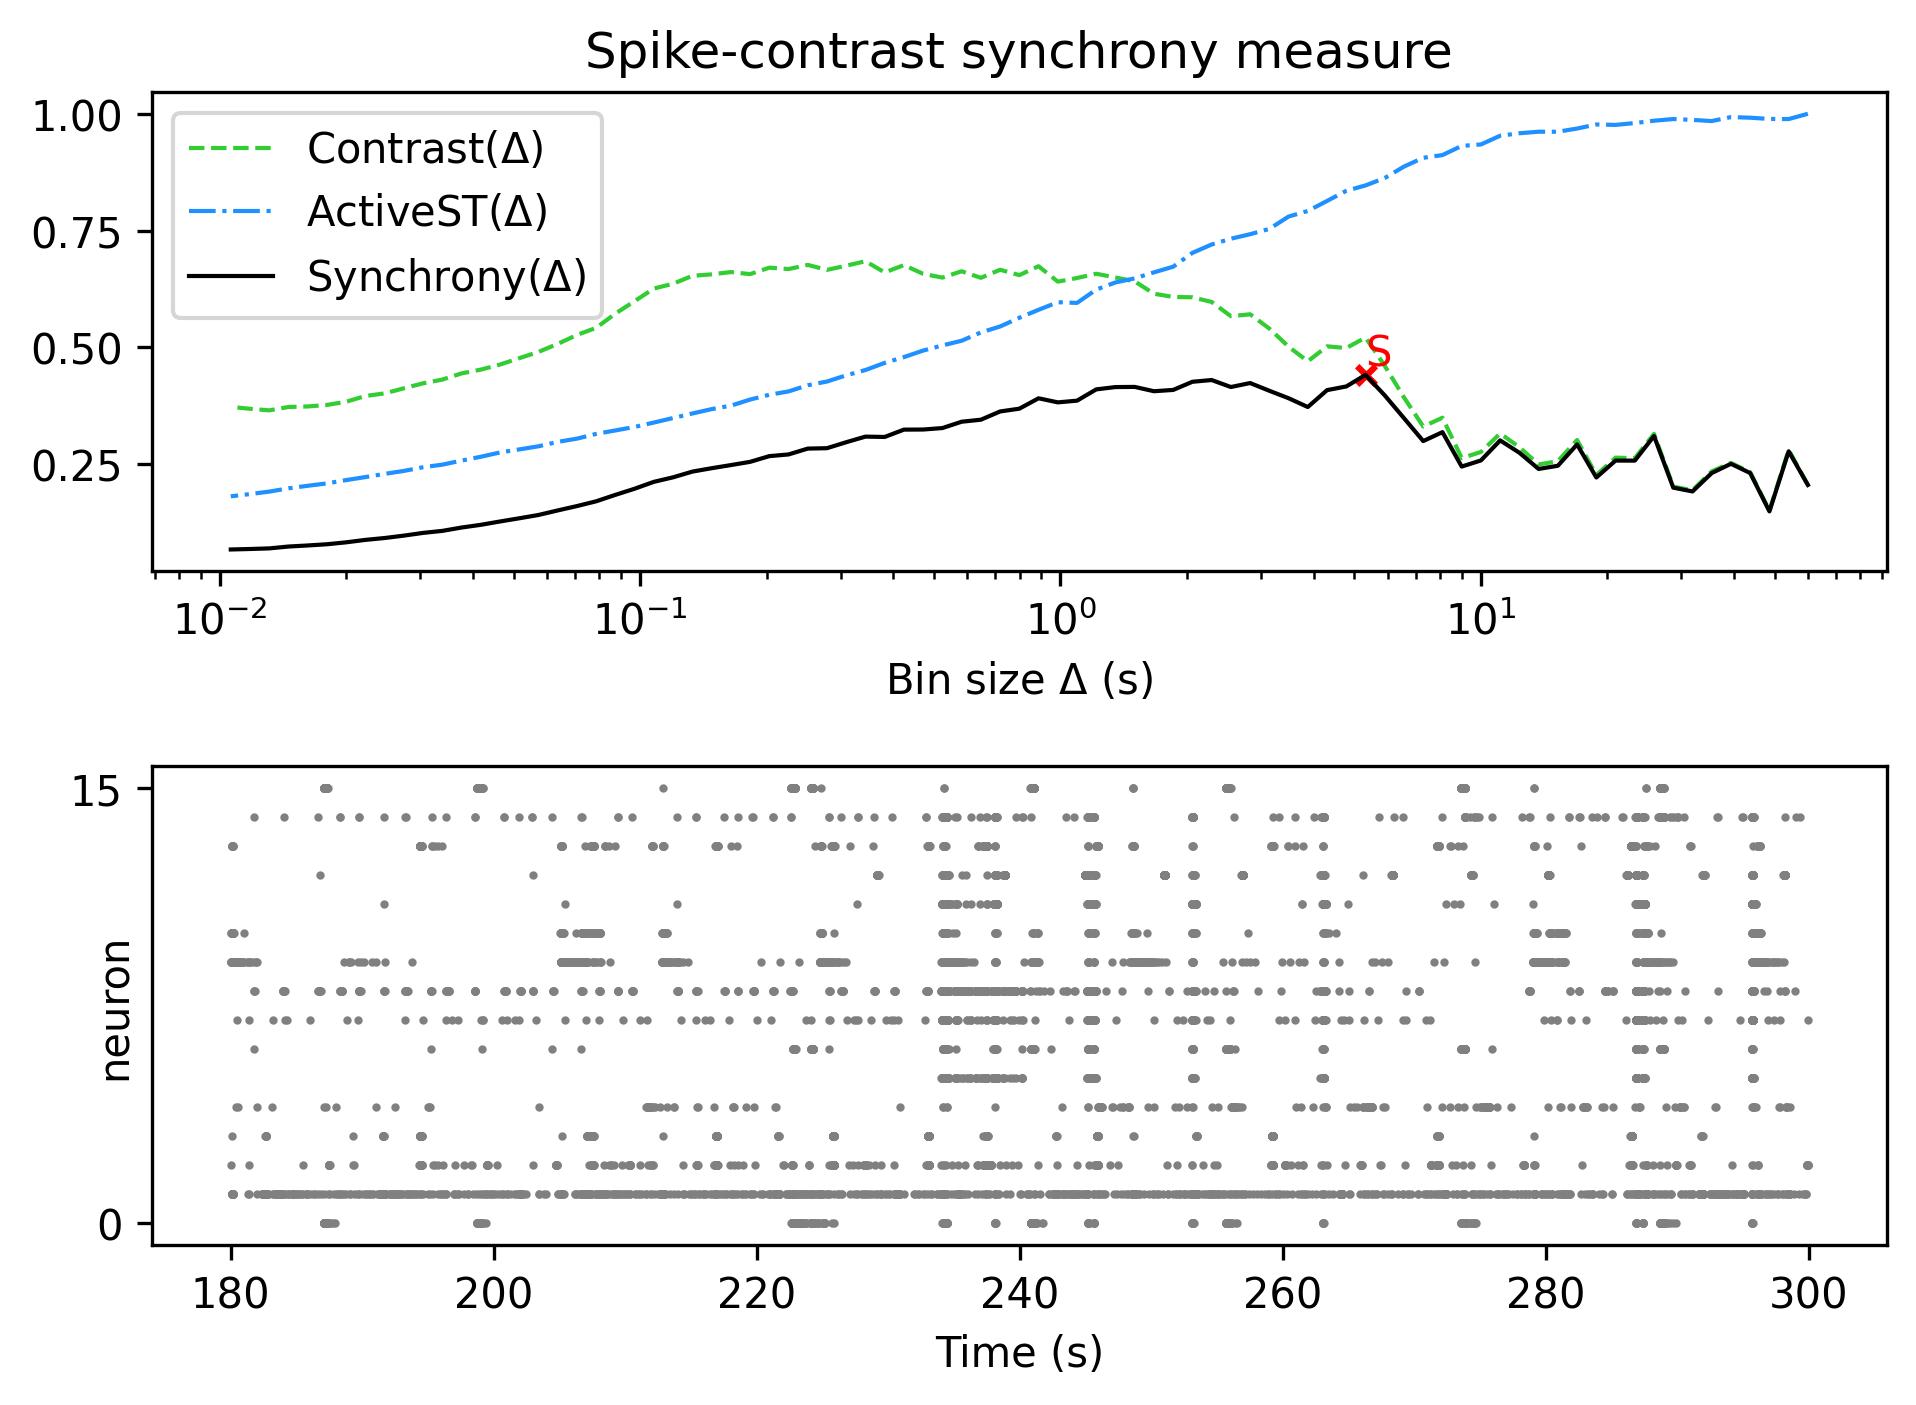 Spike-contrast synchrony measure
1.00
0.75
0.50
0.25
Contrast(Δ)
ActiveST(Δ)
Synchrony(Δ)
S
10⁻² 10⁻¹ 10⁰ 10¹
Bin size Δ (s)
15
0
neuron
180 200 220 240 260 280 300
Time (s)